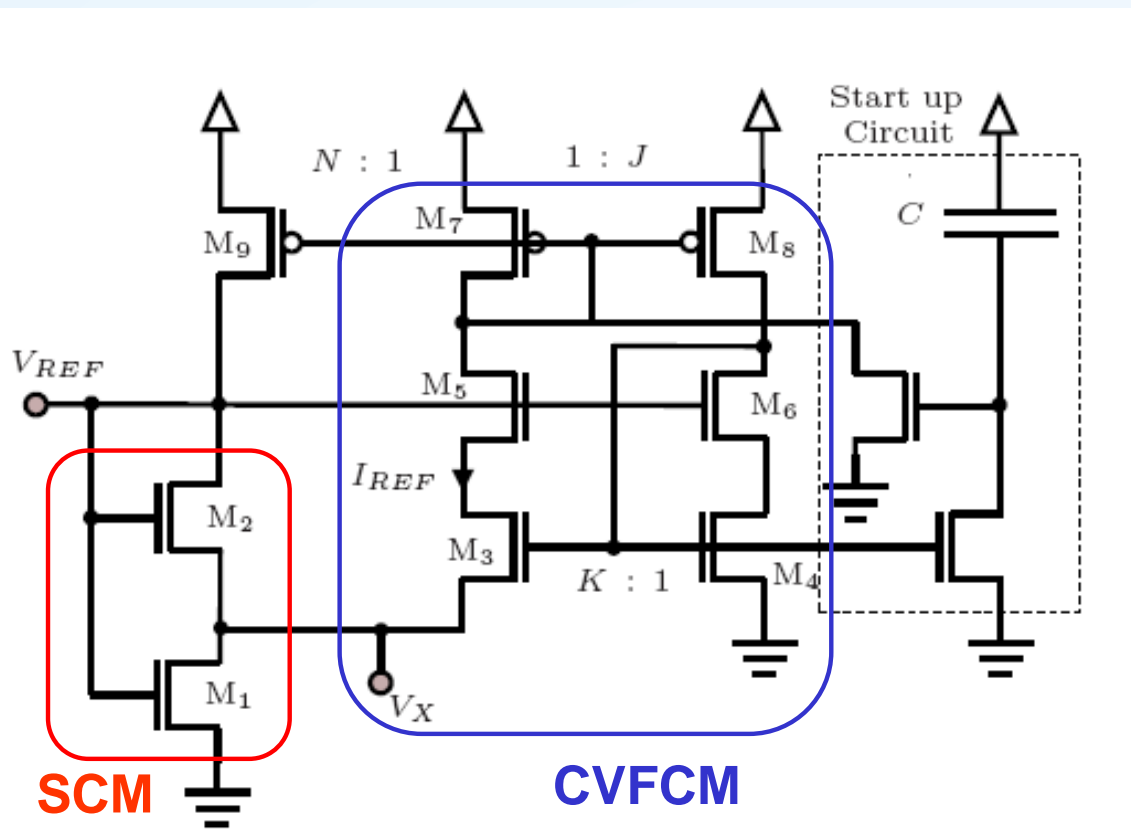 Start up
Circuit
N : 1
1 : J
C
M7
M9
M8
VREF
M5
M6
IREF
M2
M3
K : 1
M4
M1
VX
SCM
CVFCM